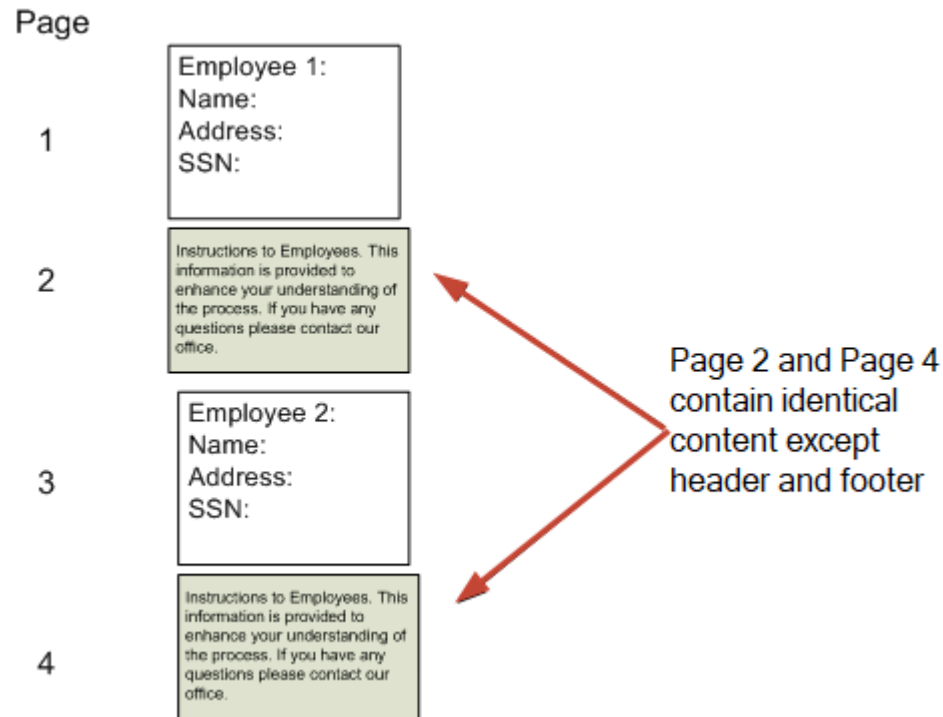 Page
1
Employee 1:
Name:
Address:
SSN:
2
Instructions to Employees. This
information is provided to
enhance your understanding of
the process. If you have any
questions please contact our
office.
Page 2 and Page 4
contain identical
content except
header and footer
3
Employee 2:
Name:
Address:
SSN:
4
Instructions to Employees. This
information is provided to
enhance your understanding of
the process. If you have any
questions please contact our
office.